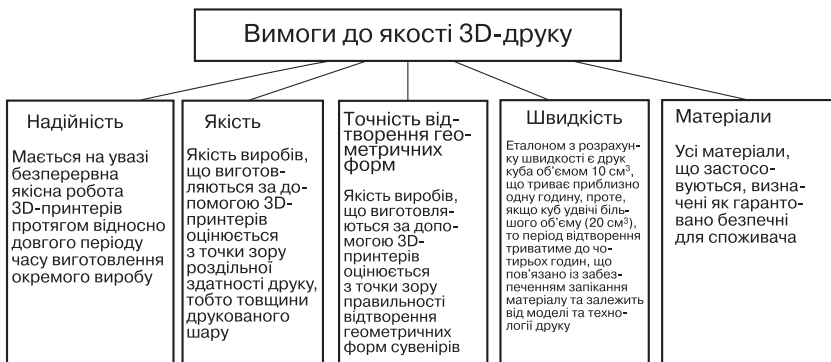 Вимоги до якості 3D-друку
Надійність
Мається на увазі
безперервна
якісна робота
3D-принтерів
протягом відносно
довгого періоду
часу виготовлення
окремого виробу
Якість
Якість виробів,
що виготов-
ляються за до-
помогою 3D-
принтерів
оцінюється
з точки зору
роздільної
здатності друку,
тобто товщини
друкованого
шару
Точність від-
творення гео-
метричних
форм
Якість виробів,
що виготовля-
ються за допо-
могою 3D-
принтерів
оцінюється
з точки зору
правильності
відтворення
геометричних
форм сувенірів
Швидкість
Еталоном з розрахун-
ку швидкості є друк
куба об’ємом 10 см³,
що триває приблизно
одну годину, проте,
якщо куб удвічі біль-
шого об’єму (20 см³),
то період відтворення
триватиме до чо-
тирьох годин, що
пов’язано із забез-
печенням запікання
матеріалу та залежить
від моделі та техно-
логії друку
Матеріали
Усі матеріали,
що застосо-
вуються, визна-
чені як гаранто-
вано безпечні
для споживача